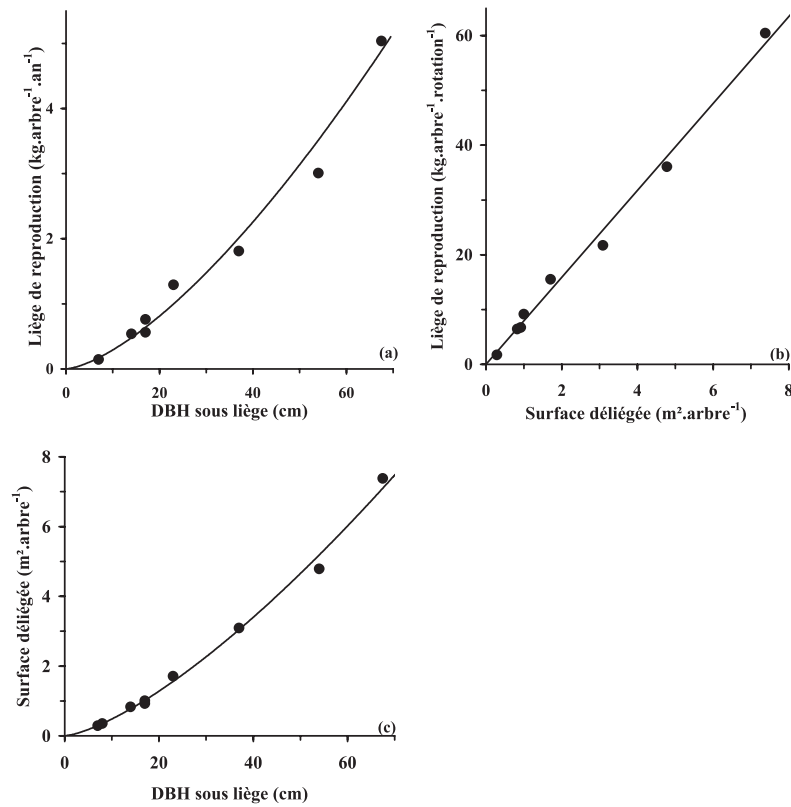 Liège de reproduction (kg.arbre⁻¹.an⁻¹)
4
2
0
0
20
40
60
(a)
DBH sous liège (cm)
Liège de reproduction (kg.arbre⁻¹.rotation⁻¹)
60
40
20
0
0
2
4
6
8
(b)
Surface déliégée (m².arbre⁻¹)
Surface déliégée (m².arbre⁻¹)
8
6
4
2
0
0
20
40
60
(c)
DBH sous liège (cm)